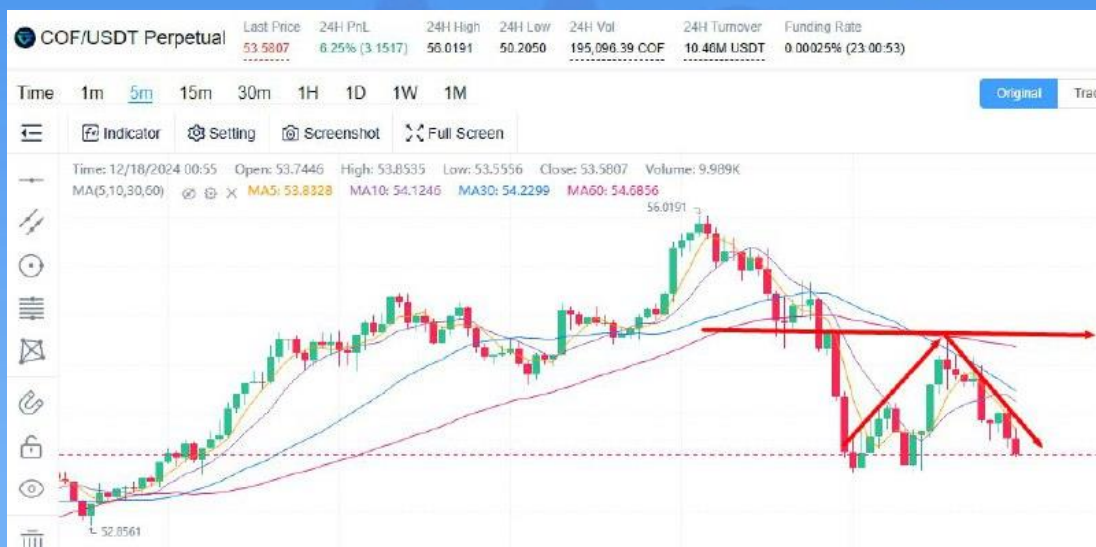 COF/USDT Perpetual
Last Price 24H PnL 24H High 24H Low 24H Vol 24H Turnover Funding Rate
53.5807 6.25% (3.1517) 56.0191 50.2050 195,096.39 COF 10.46M USDT 0.00025% (23:00:53)
Time 1m 5m 15m 30m 1H 1D 1W 1M Original Trac
Indicator Setting Screenshot Full Screen
Time: 12/18/2024 00:55 Open: 53.7446 High: 53.8535 Low: 53.5556 Close: 53.5807 Volume: 9.989K
MA(5,10,30,60) MA5: 53.8328 MA10: 54.1246 MA30: 54.2299 MA60: 54.6856
56.0191
52.8561